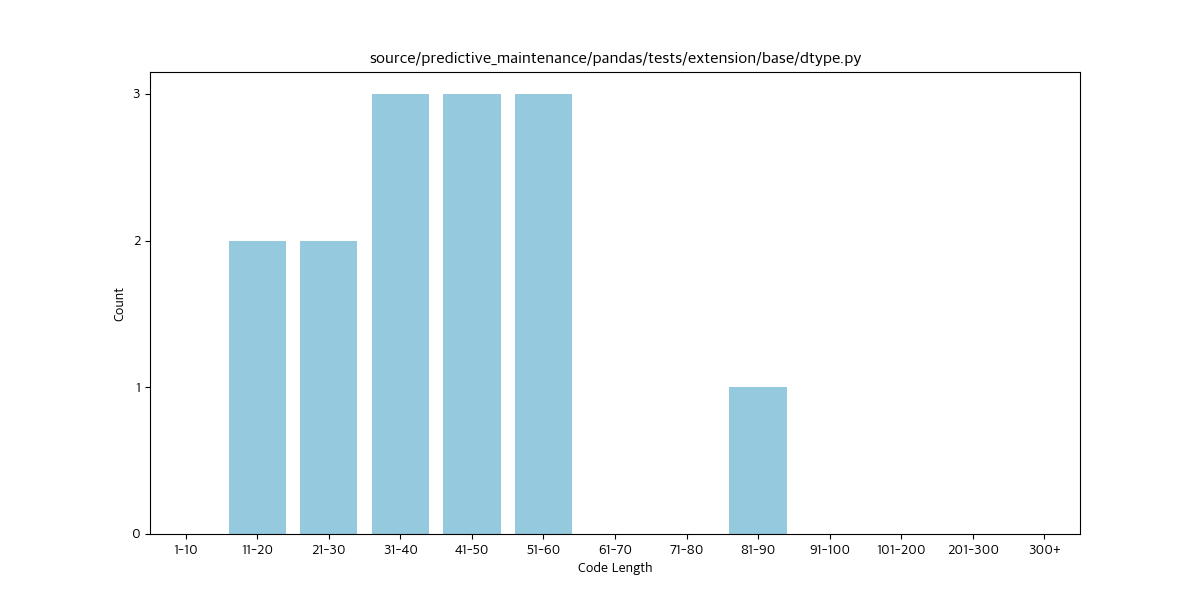 source/predictive_maintenance/pandas/tests/extension/base/dtype.py
3
2
1
0
Count
1-10 11-20 21-30 31-40 41-50 51-60 61-70 71-80 81-90 91-100 101-200 201-300 300+
Code Length